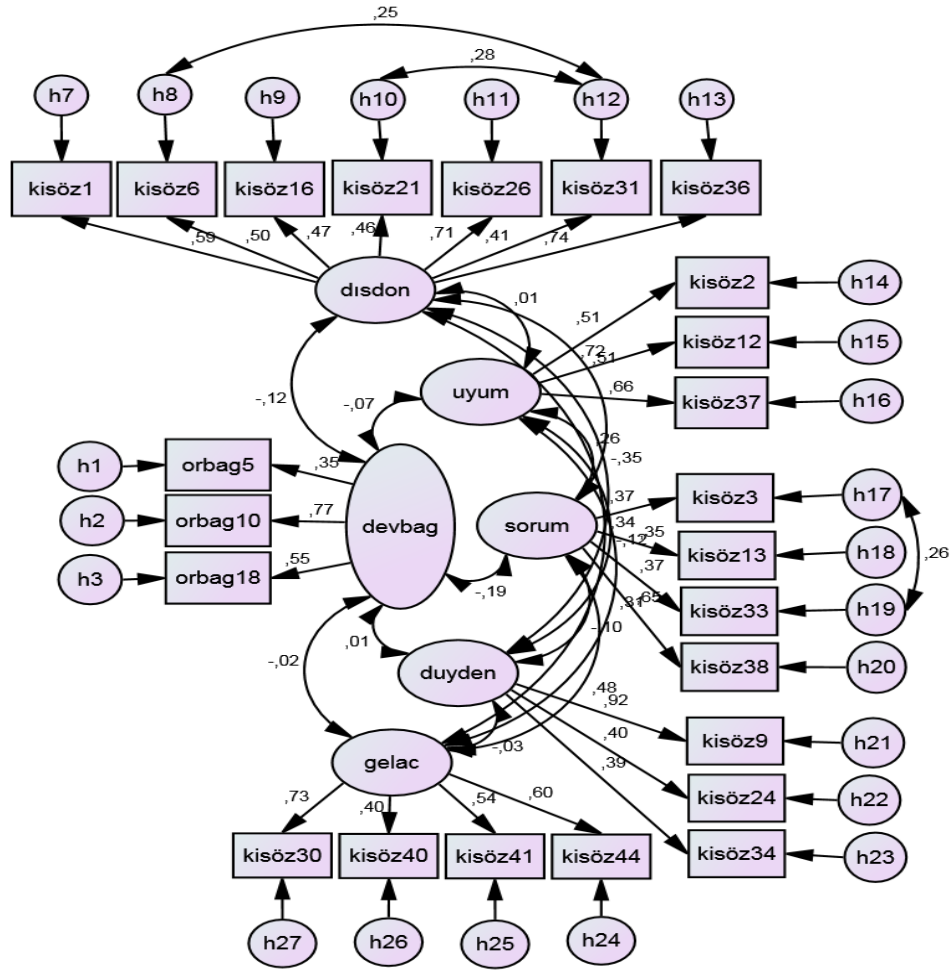 ,25
,28
h7 h8 h9 h10 h11 h12 h13
kisöz1 kisöz6 kisöz16 kisöz21 kisöz26 kisöz31 kisöz36
,59 ,50 ,47 ,46 ,71 ,41 ,74
dısdon
,01
kisöz2 h14
,51
kisöz12 h15
,72
,51
uyum
,66
kisöz37 h16
-,12
-,07
,26
-,35
h1 orbag5
,35
h2 orbag10
,77
devbag
sorum
,37
kisöz3 h17
,34
,35
-,12
kisöz13 h18
,26
h3 orbag18
,55
,37
-,19
kisöz33 h19
,31
,65
-,10
,01
kisöz38 h20
-,02
duyden
,48
,92
kisöz9 h21
-,03
,40
gelac
,39
kisöz24 h22
,73 ,40 ,54 ,60
kisöz34 h23
kisöz30 kisöz40 kisöz41 kisöz44
h27 h26 h25 h24